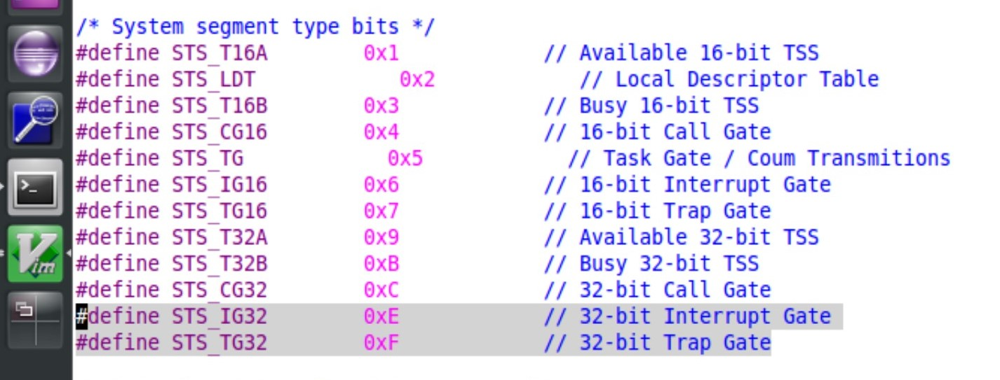 /* System segment type bits */
#define STS_T16A 0x1 // Available 16-bit TSS
#define STS_LDT 0x2 // Local Descriptor Table
#define STS_T16B 0x3 // Busy 16-bit TSS
#define STS_CG16 0x4 // 16-bit Call Gate
#define STS_TG 0x5 // Task Gate / Coum Transmitions
#define STS_IG16 0x6 // 16-bit Interrupt Gate
#define STS_TG16 0x7 // 16-bit Trap Gate
#define STS_T32A 0x9 // Available 32-bit TSS
#define STS_T32B 0xB // Busy 32-bit TSS
#define STS_CG32 0xC // 32-bit Call Gate
#define STS_IG32 0xE // 32-bit Interrupt Gate
#define STS_TG32 0xF // 32-bit Trap Gate
>_
Vim